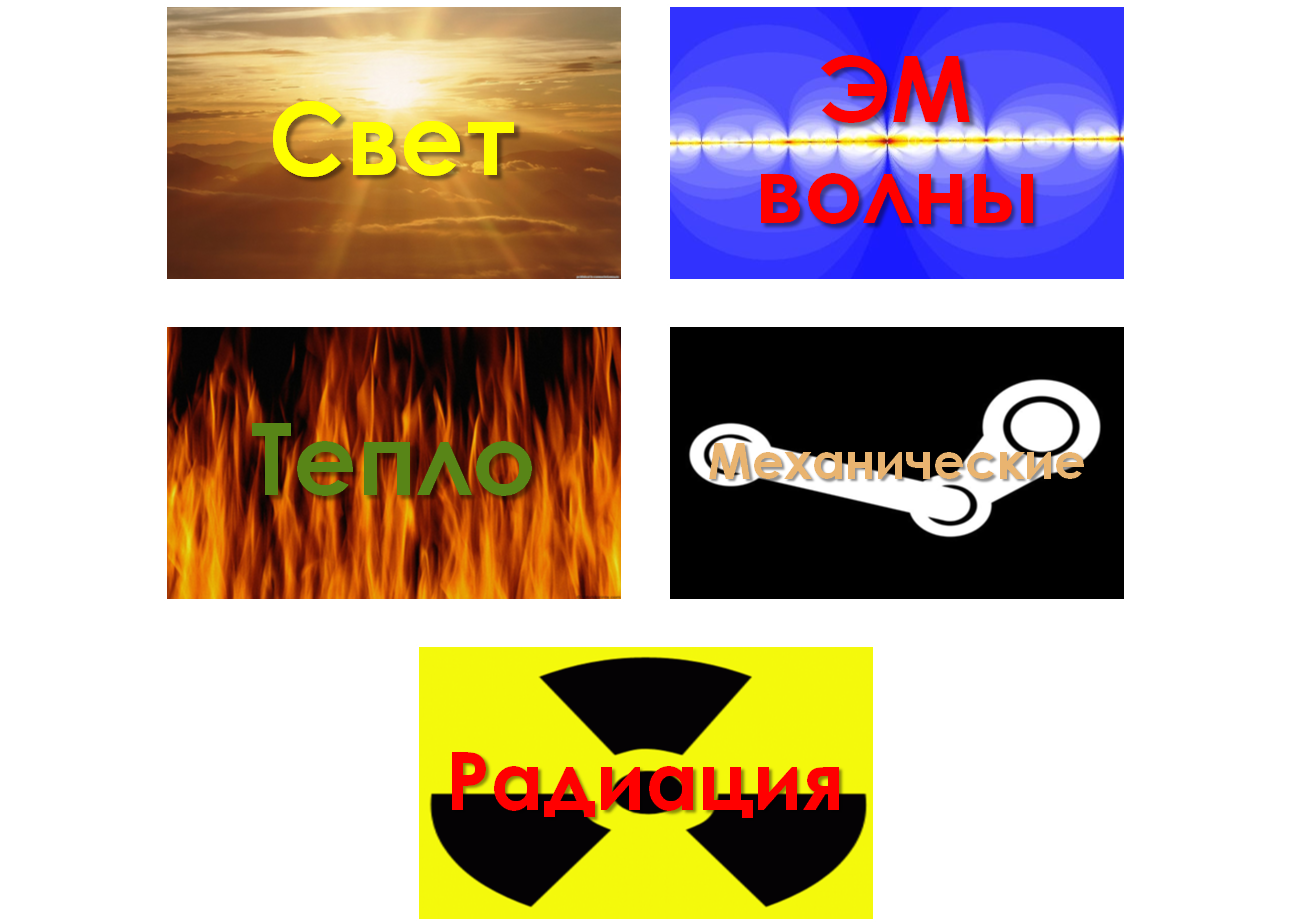 Свет
ЭМ
волны
Тепло
Механические
Радиация